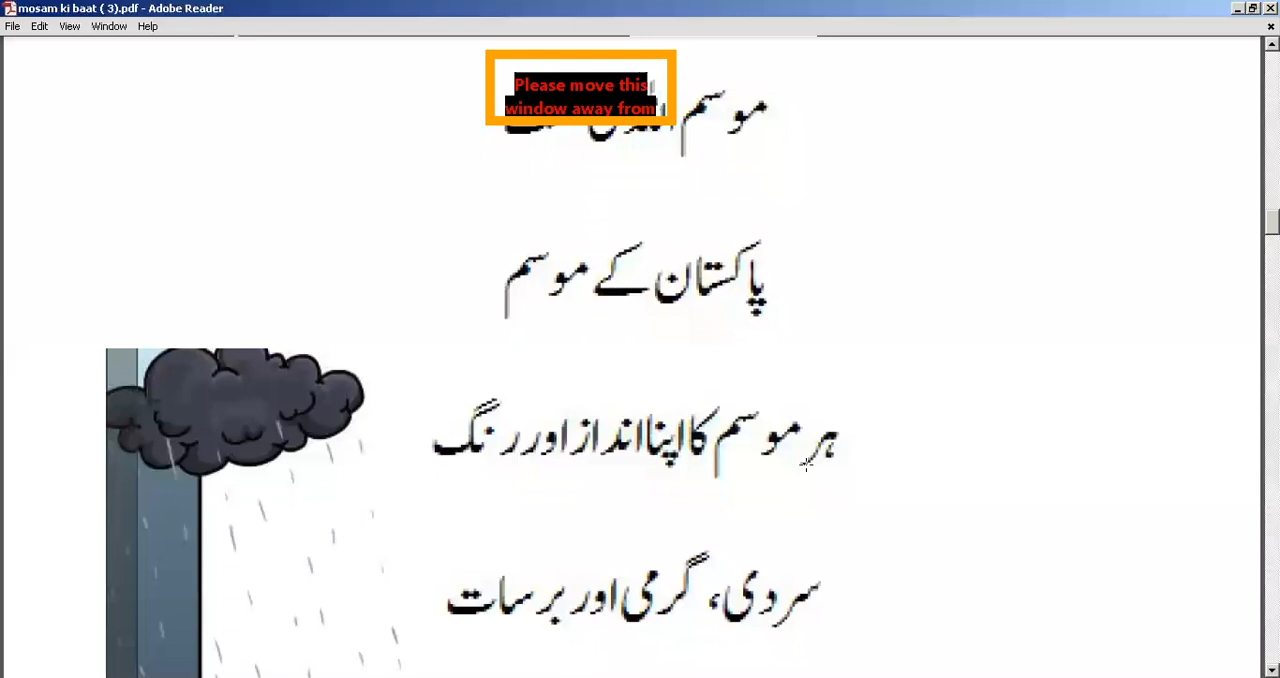 mosam ki baat ( 3).pdf - Adobe Reader
File Edit View Window Help
Please move this
window away from
موسم
پاکستان کے موسم
ہر موسم کا اپنا انداز اور رنگ
سردی، گرمی اور برسات